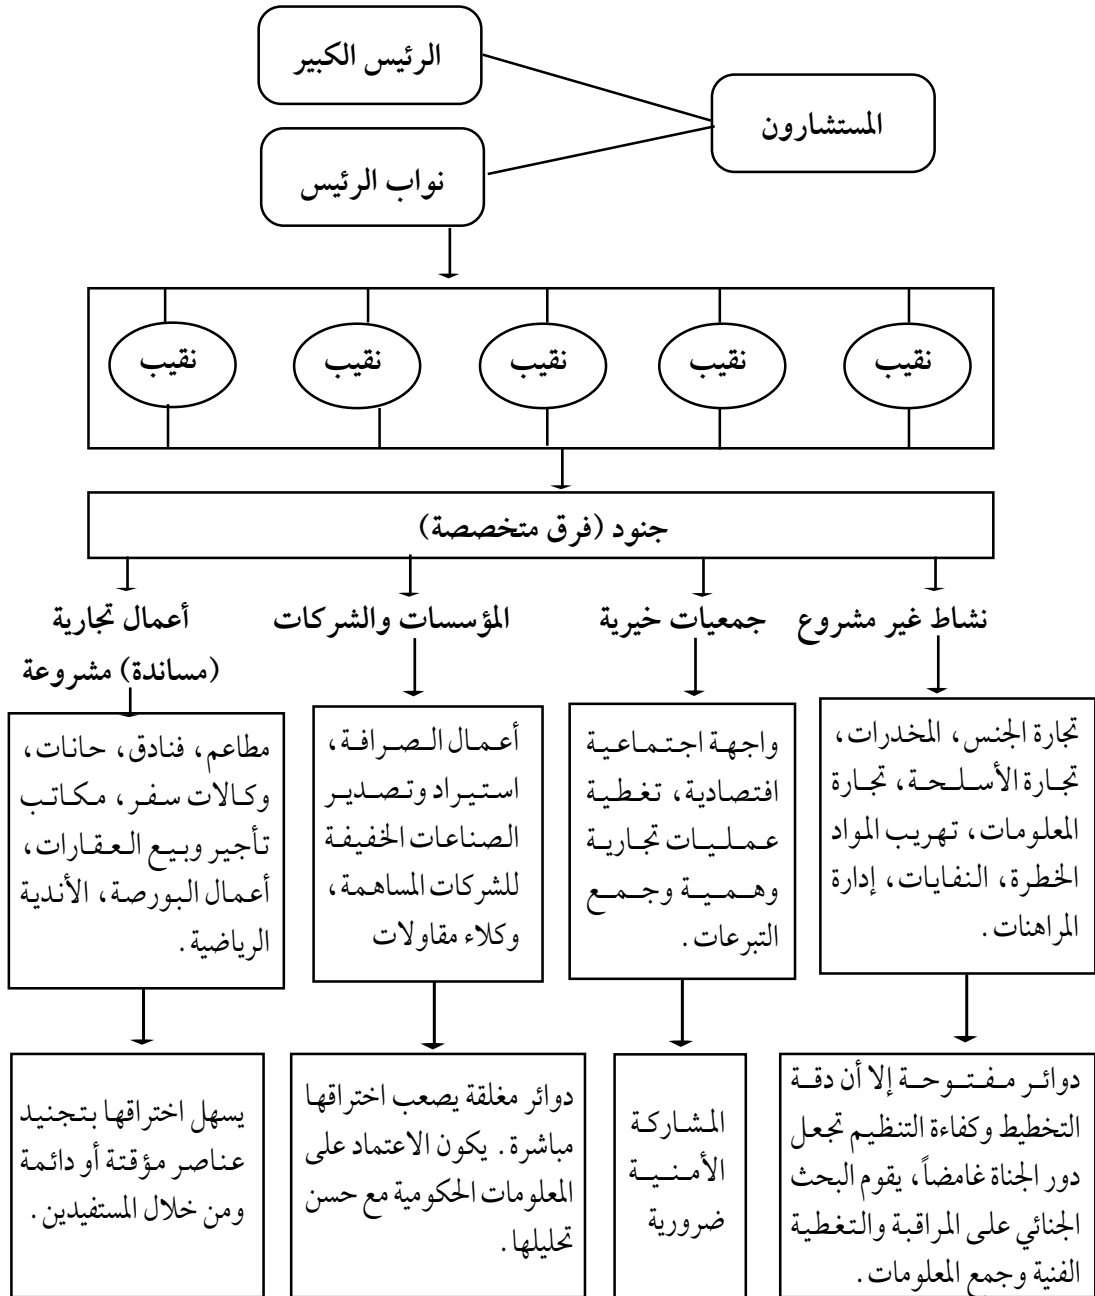 الرئيس الكبير
المستشارون
نواب الرئيس
نقيب
نقيب
نقيب
نقيب
نقيب
جنود (فرق متخصصة)
نشاط غير مشروع
جمعيات خيرية
المؤسسات والشركات
أعمال تجارية
(مساندة) مشروعة
تجارة الجنس، المخدرات،
تجارة الأسلحة، تجارة
المعلومات، تهريب المواد
الخطرة، النفايات، إدارة
المراهنات.
واجهة اجتماعية
افتصادية، تغطية
عمليات تجارية
وهمية وجمع
التبرعات.
أعمال الصرافة،
استيراد وتصدير
الصناعات الخفيفة
للشركات المساهمة،
وكلاء مقاولات
مطاعم، فنادق، حانات،
وكالات سفر، مكاتب
تأجير وبيع العقارات،
أعمال البورصة، الأندية
الرياضية.
دوائر مفتوحة إلا أن دقة
التخطيط وكفاءة التنظيم تجعل
دور الجناة غامضاً، يقوم البحث
الجنائي على المراقبة والتغطية
الفنية وجمع المعلومات.
المشاركة
الأمنية
ضرورية
دوائر مغلقة يصعب اختراقها
مباشرة. يكون الاعتماد على
المعلومات الحكومية مع حسن
تحليلها.
يسهل اختراقها بتجنيد
عناصر مؤقتة أو دائمة
ومن خلال المستفيدين.